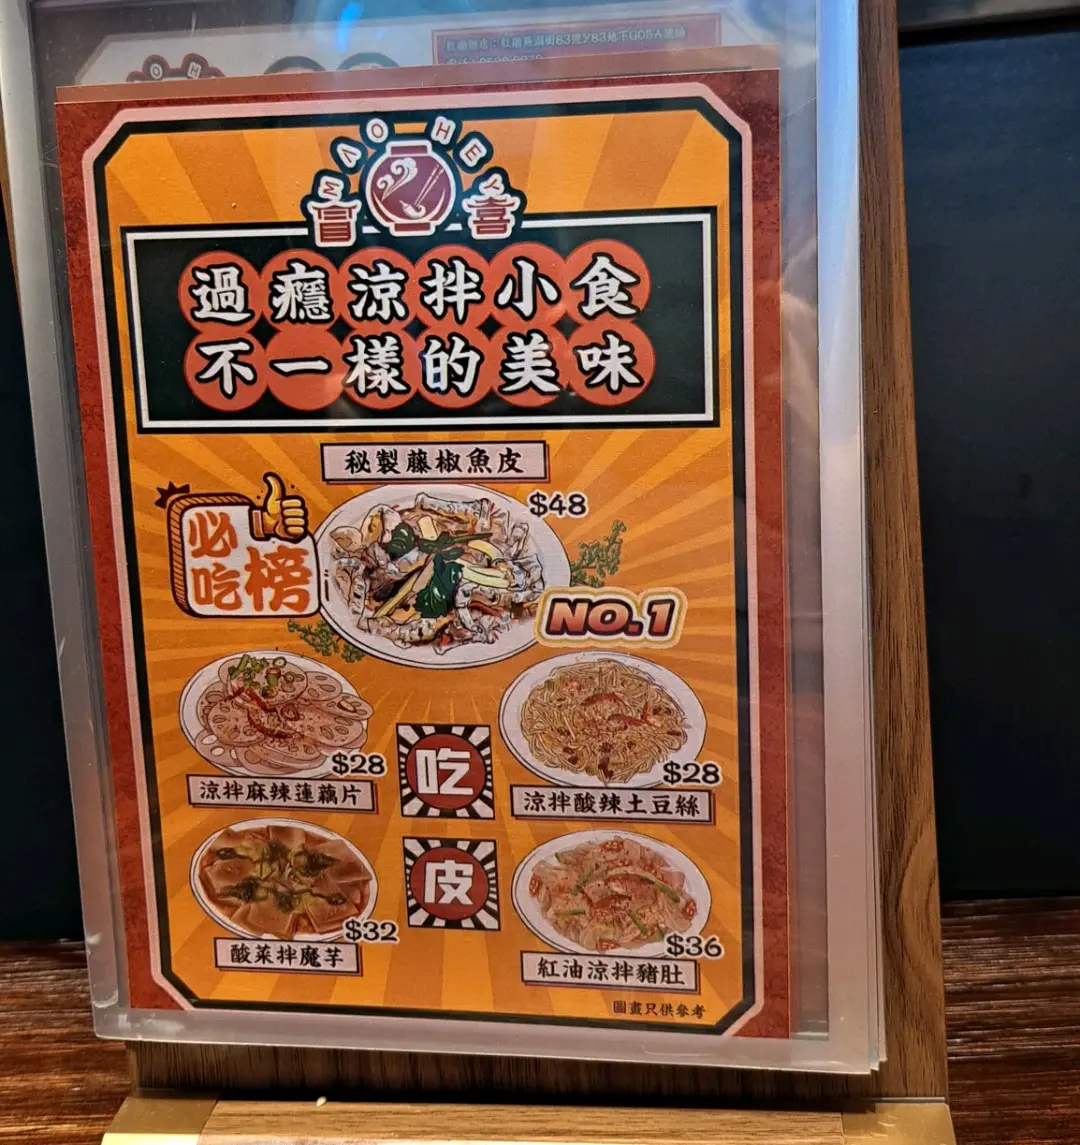 MAO HEY
冒喜
過癮涼拌小食
不一樣的美味
秘製藤椒魚皮
$48
必吃榜
NO.1
$28
涼拌麻辣蓮藕片
吃
$28
涼拌酸辣土豆絲
皮
$32
酸菜拌魔芋
$36
紅油涼拌豬肚
圖畫只供參考